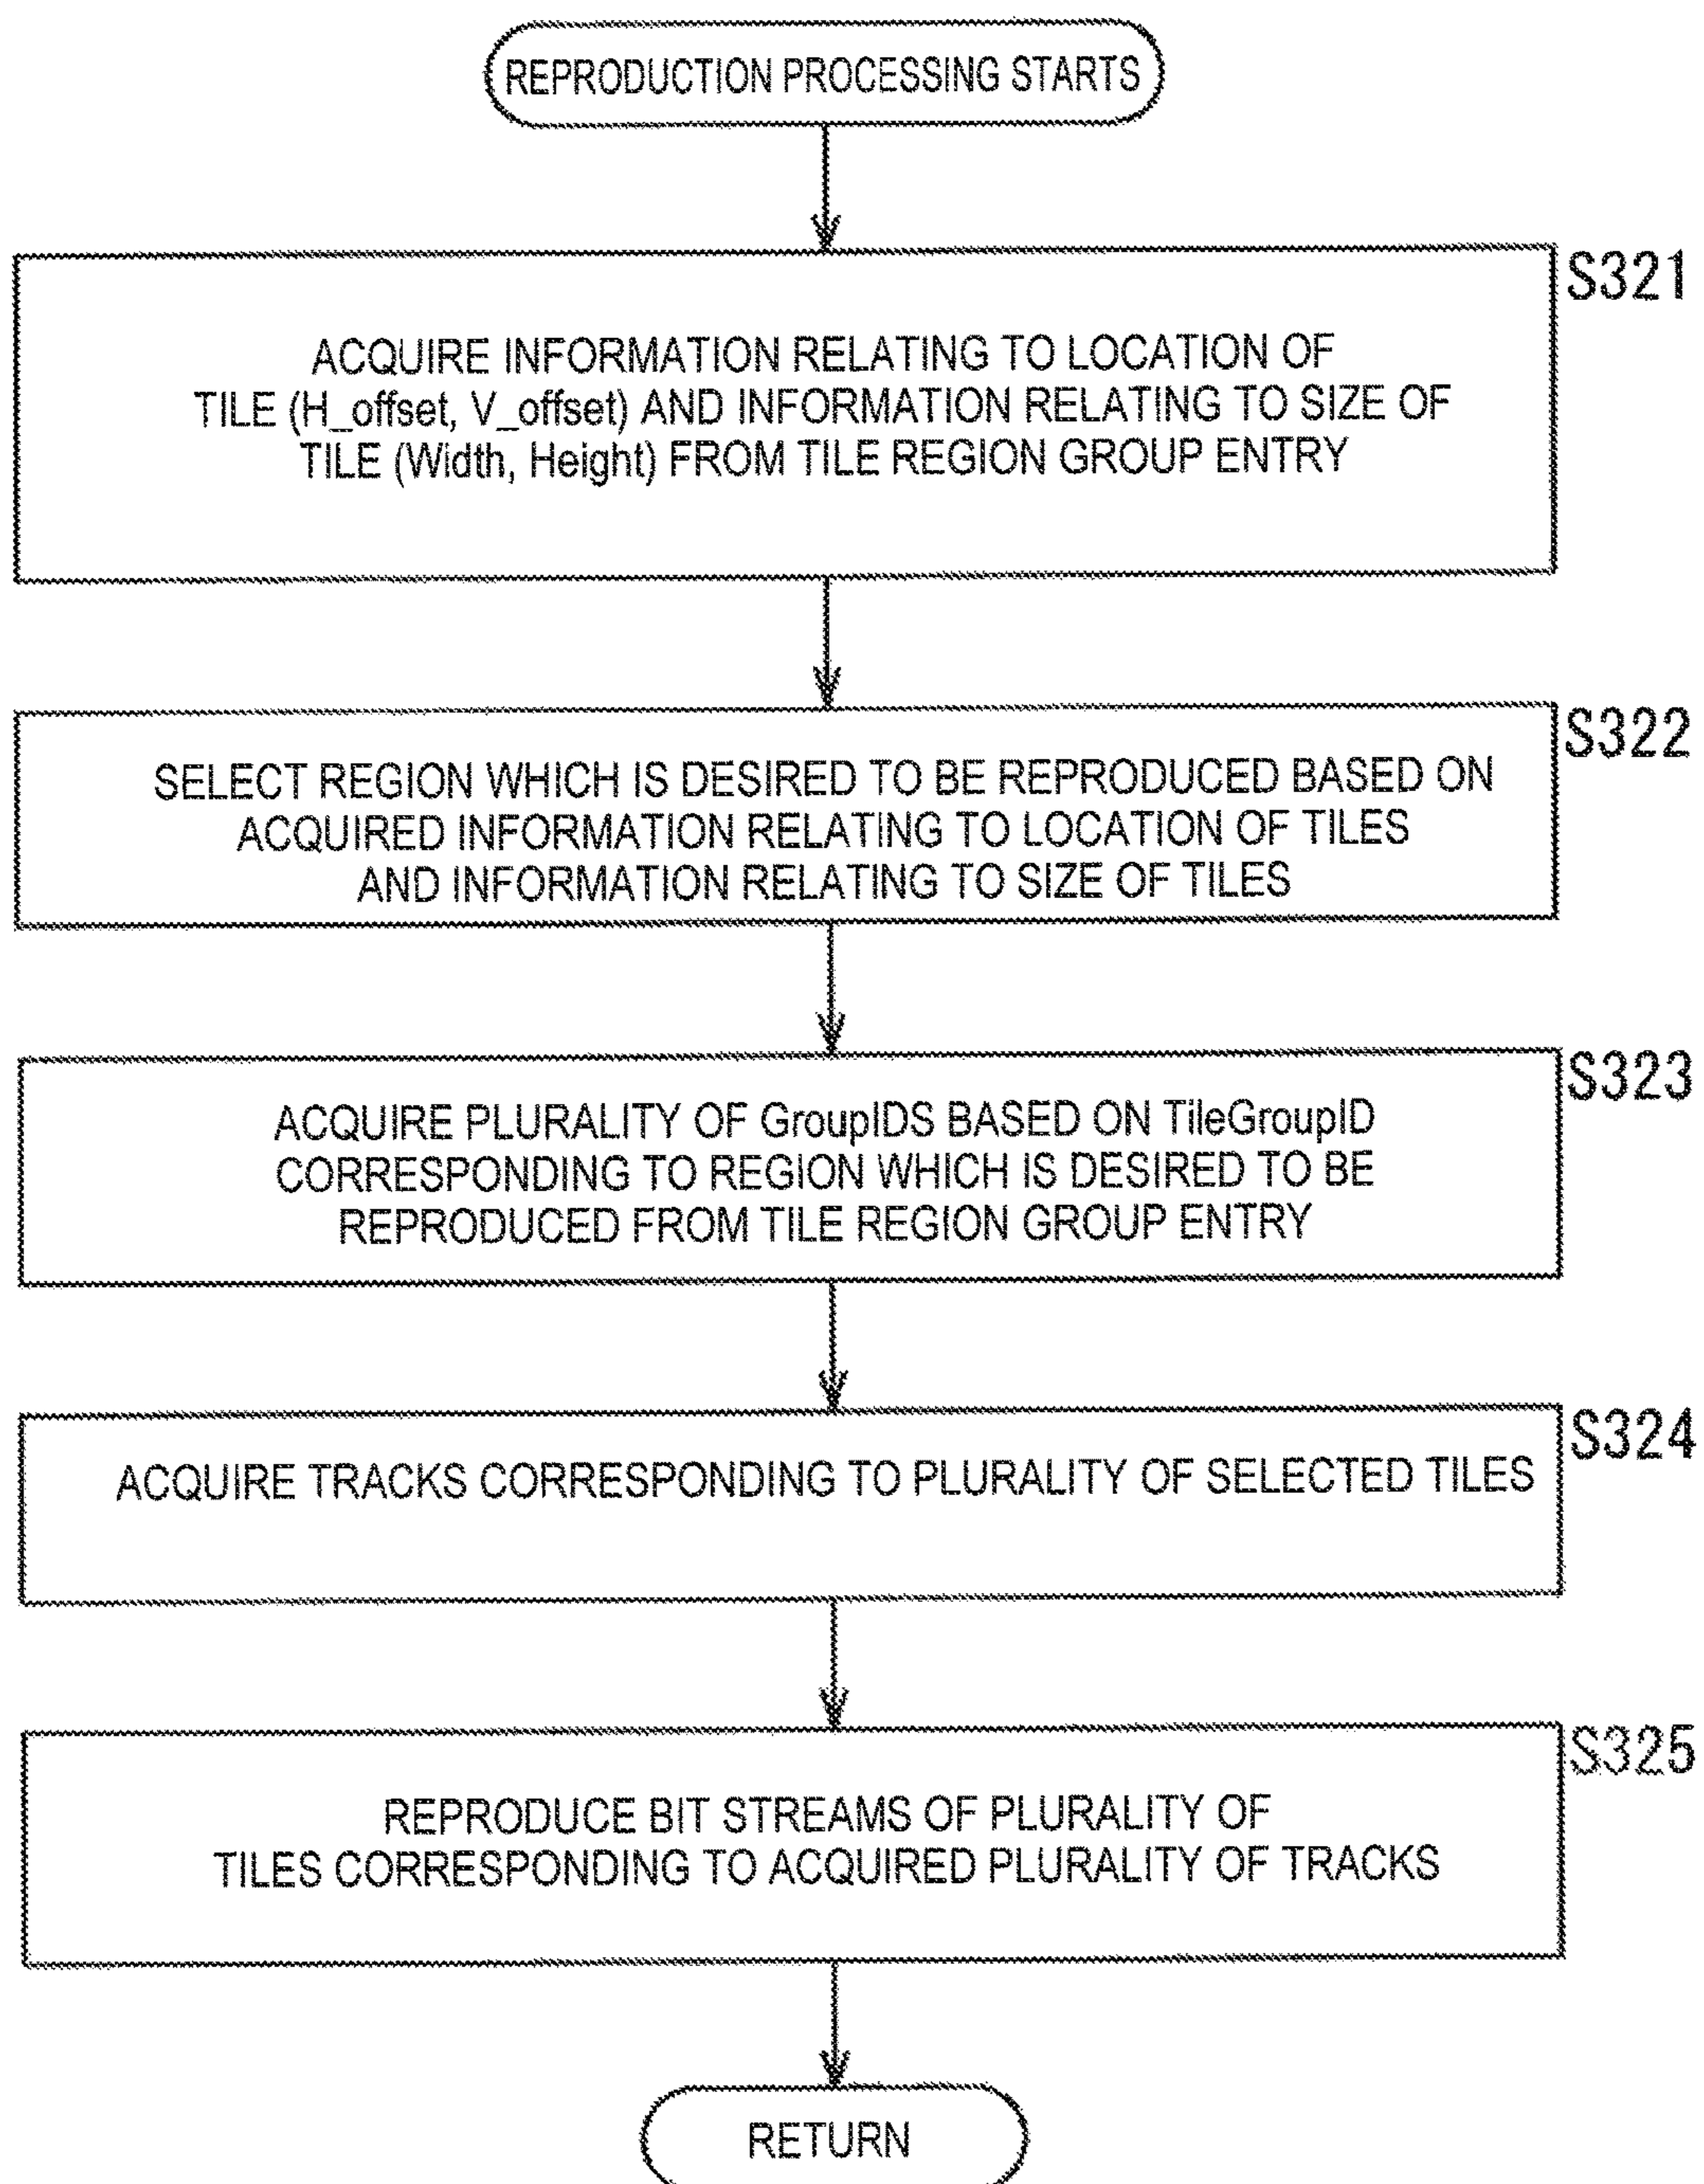 REPRODUCTION PROCESSING STARTS
S321
ACQUIRE INFORMATION RELATING TO LOCATION OF
TILE (H_offset, V_offset) AND INFORMATION RELATING TO SIZE OF
TILE (Width, Height) FROM TILE REGION GROUP ENTRY
S322
SELECT REGION WHICH IS DESIRED TO BE REPRODUCED BASED ON
ACQUIRED INFORMATION RELATING TO LOCATION OF TILES
AND INFORMATION RELATING TO SIZE OF TILES
S323
ACQUIRE PLURALITY OF GroupIDS BASED ON TileGroupID
CORRESPONDING TO REGION WHICH IS DESIRED TO BE
REPRODUCED FROM TILE REGION GROUP ENTRY
S324
ACQUIRE TRACKS CORRESPONDING TO PLURALITY OF SELECTED TILES
S325
REPRODUCE BIT STREAMS OF PLURALITY OF
TILES CORRESPONDING TO ACQUIRED PLURALITY OF TRACKS
RETURN